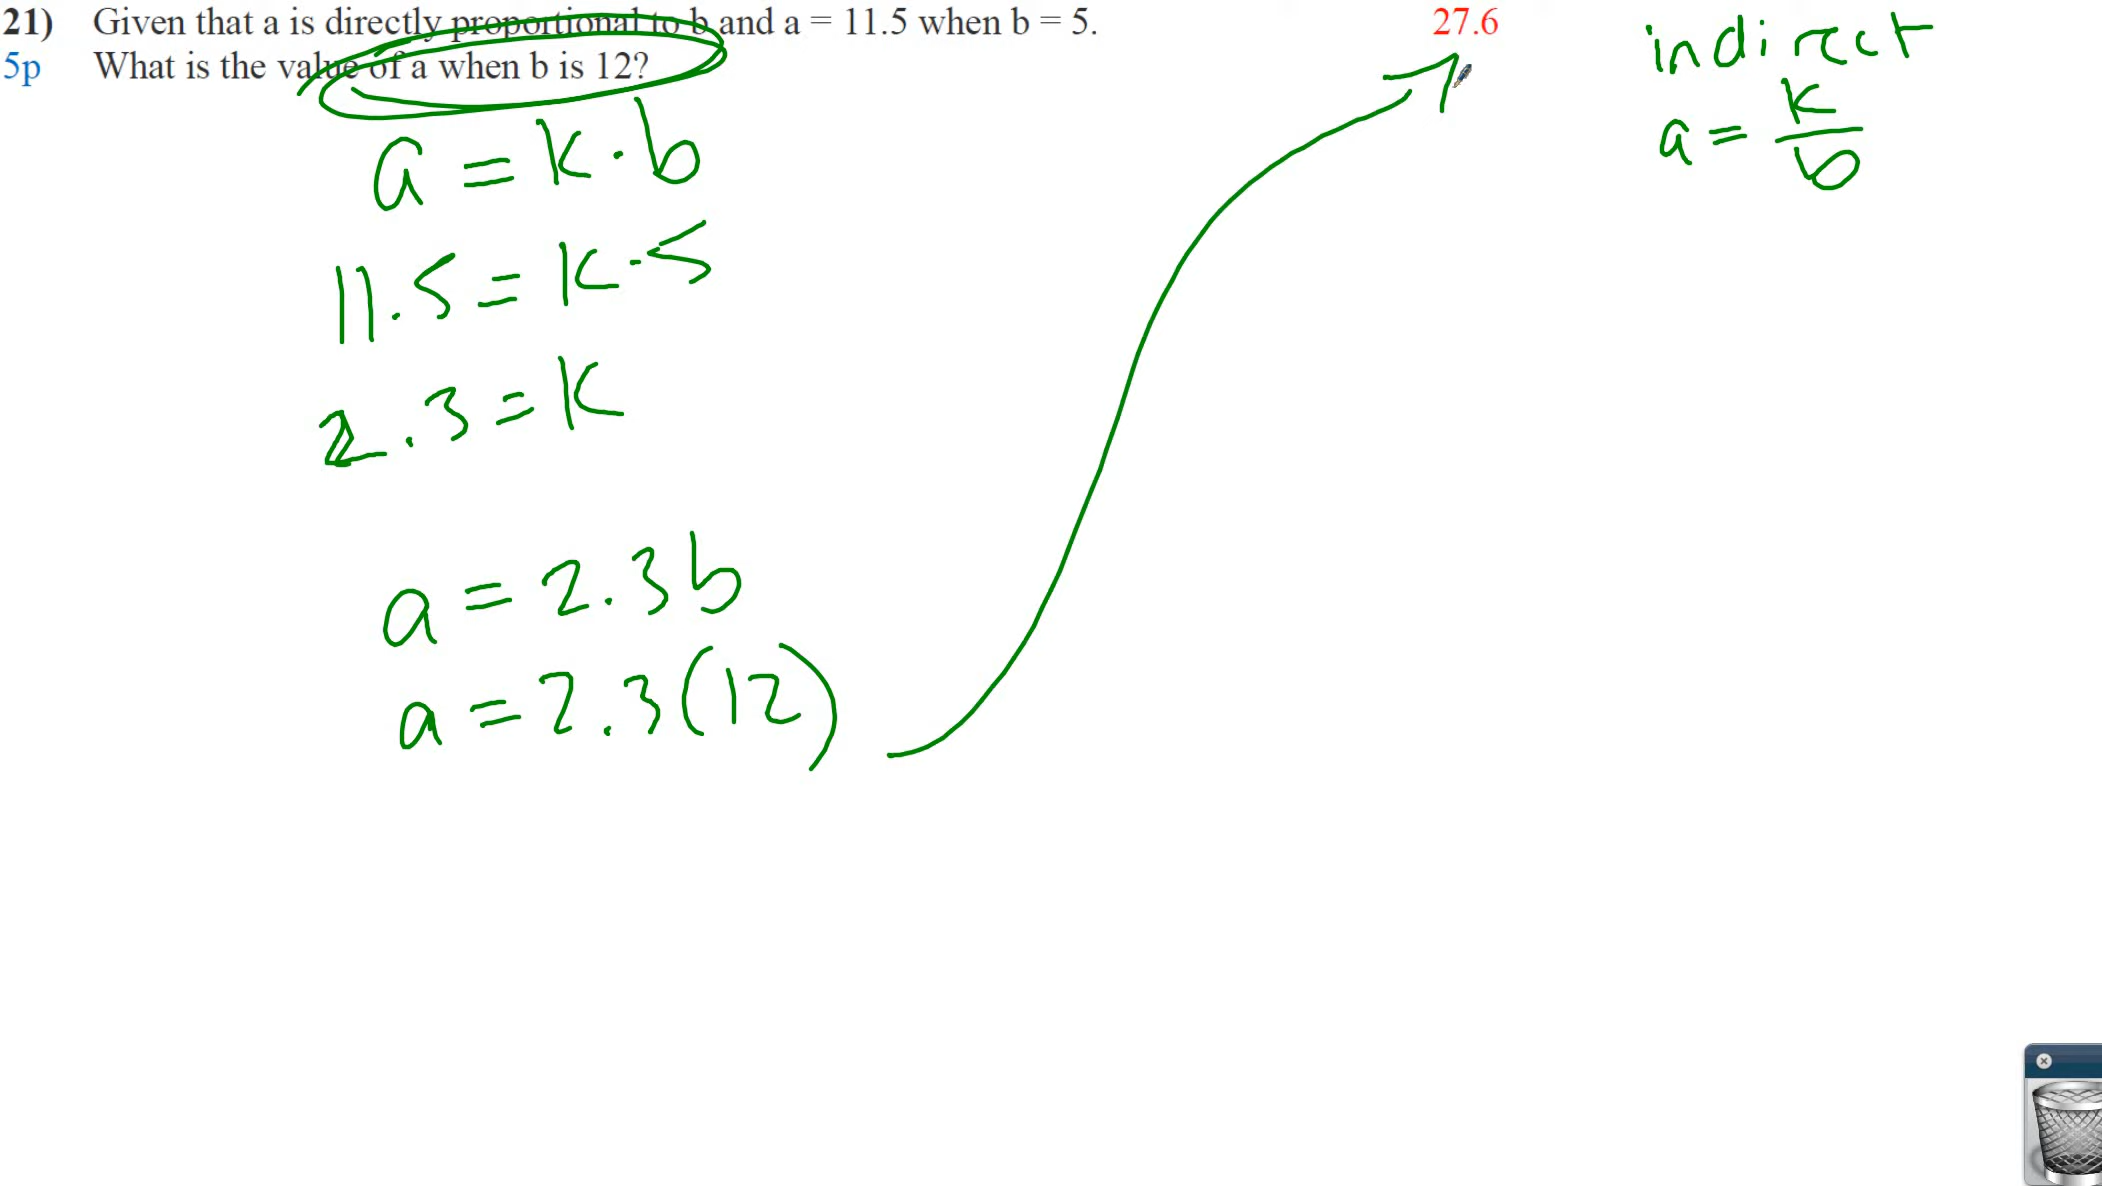 21) Given that a is directly proportional to b and a = 11.5 when b = 5. 27.6
5p What is the value of a when b is 12?
a = k · b
11.5 = k · 5
2.3 = k
a = 2.3b
a = 2.3(12)
indirect
a = k/b